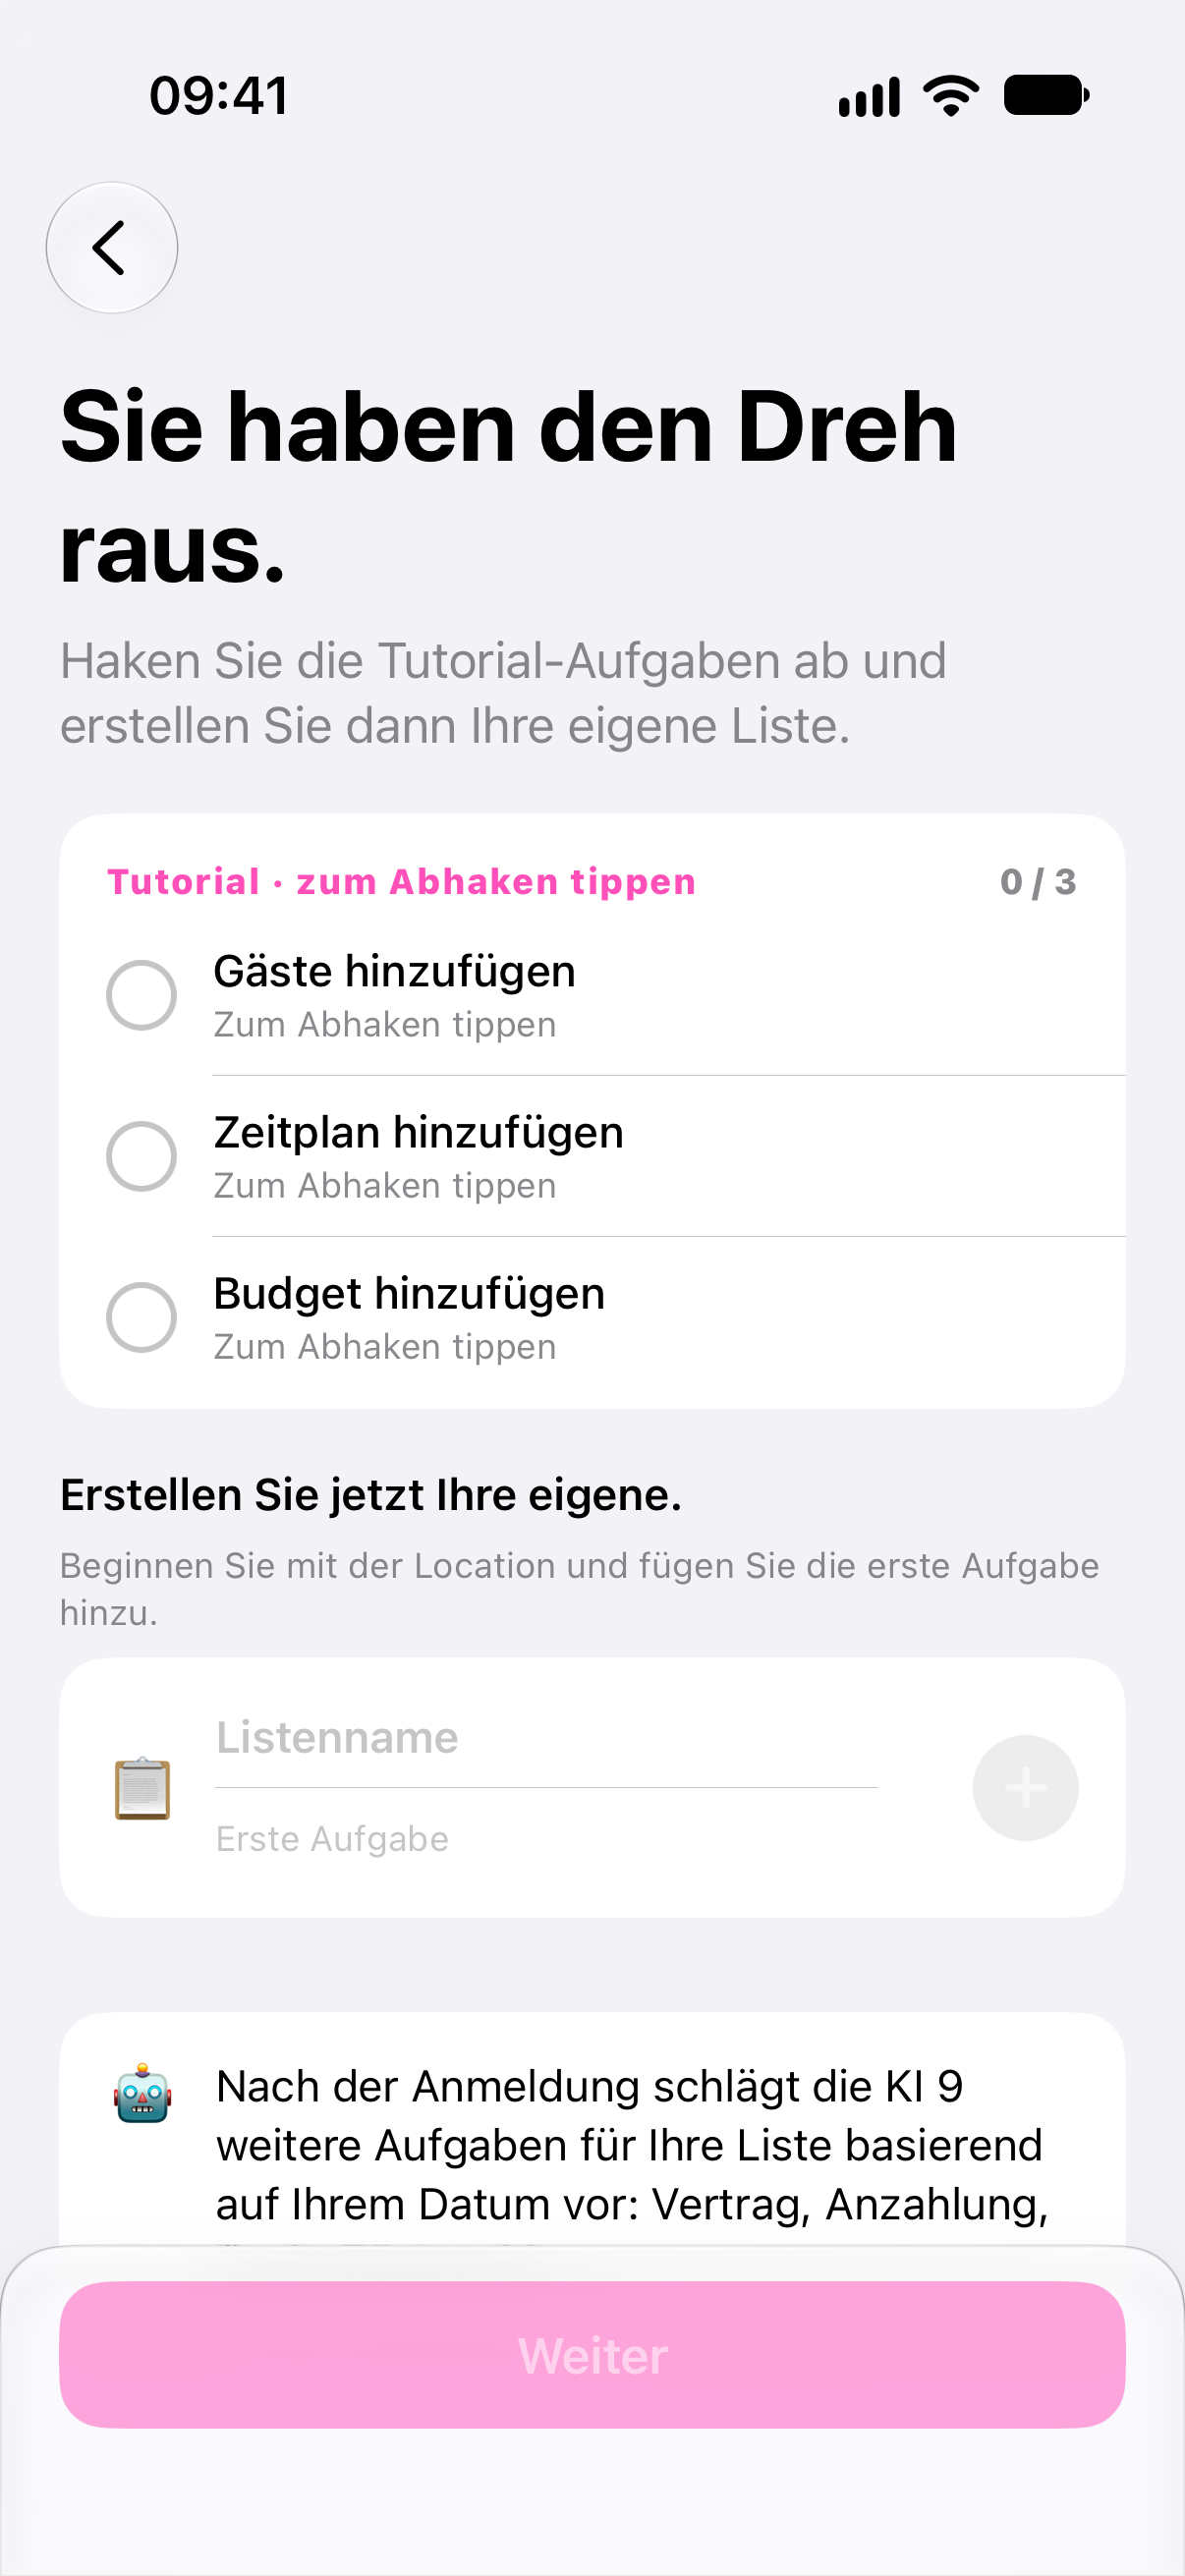 09:41
Sie haben den Dreh
raus.
Haken Sie die Tutorial-Aufgaben ab und
erstellen Sie dann Ihre eigene Liste.
Tutorial · zum Abhaken tippen 0 / 3
Gäste hinzufügen
Zum Abhaken tippen
Zeitplan hinzufügen
Zum Abhaken tippen
Budget hinzufügen
Zum Abhaken tippen
Erstellen Sie jetzt Ihre eigene.
Beginnen Sie mit der Location und fügen Sie die erste Aufgabe
hinzu.
Listenname
Erste Aufgabe
Nach der Anmeldung schlägt die KI 9
weitere Aufgaben für Ihre Liste basierend
auf Ihrem Datum vor: Vertrag, Anzahlung,
Weiter